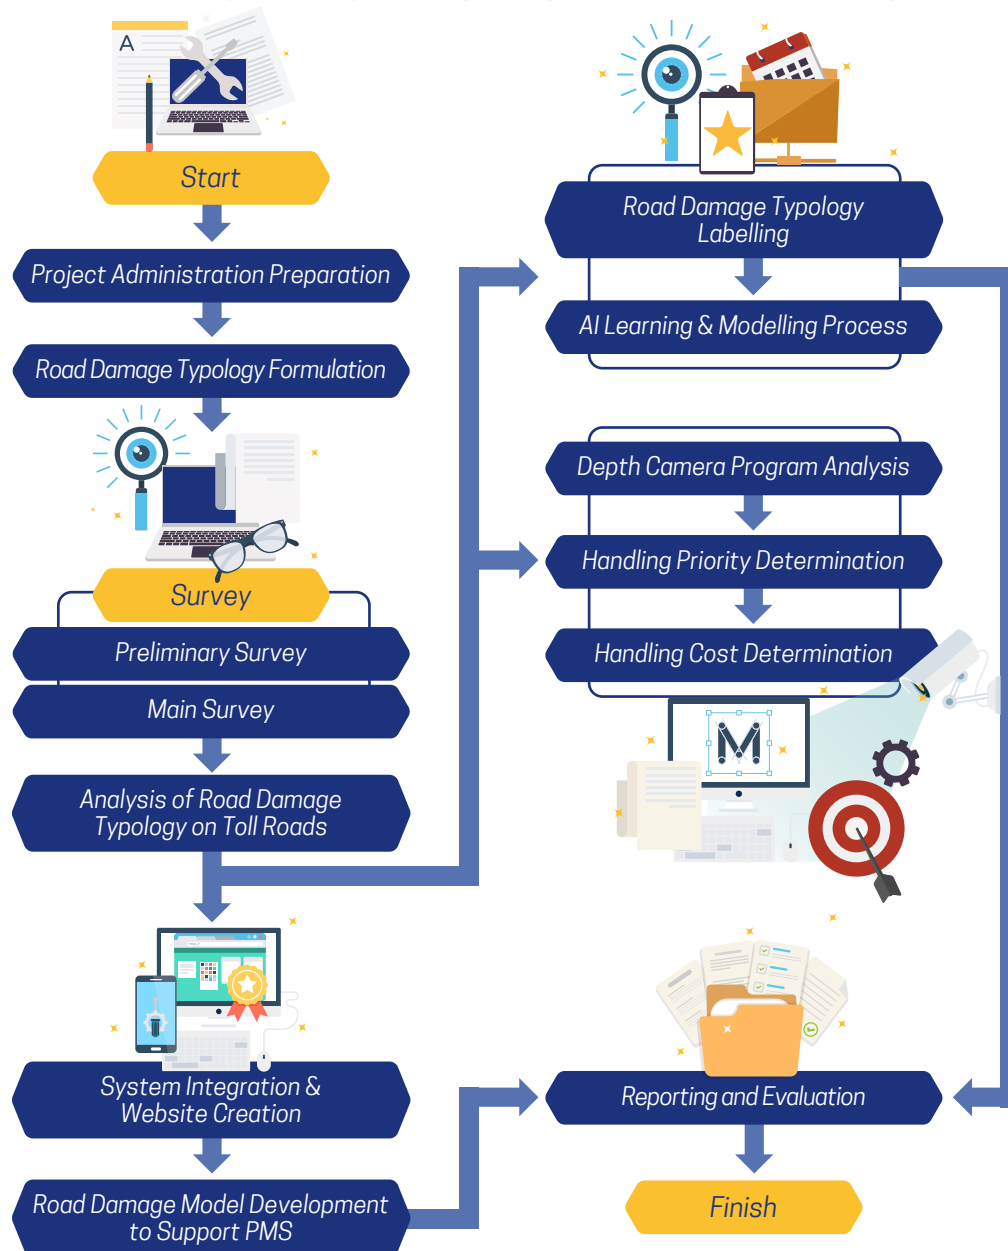 A
Start
Project Administration Preparation
Road Damage Typology Formulation
Survey
Preliminary Survey
Main Survey
Analysis of Road Damage
Typology on Toll Roads
System Integration &
Website Creation
Road Damage Model Development
to Support PMS
Road Damage Typology
Labelling
AI Learning & Modelling Process
Depth Camera Program Analysis
Handling Priority Determination
Handling Cost Determination
M
Reporting and Evaluation
Finish